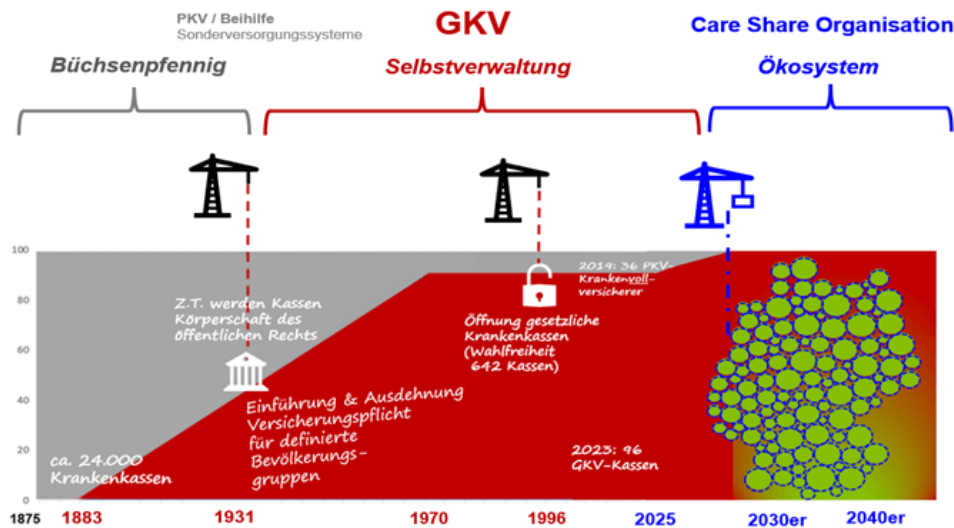 PKV / Beihilfe
Sonderversorgungssysteme
GKV
Care Share Organisation
Büchsenpfennig
Selbstverwaltung
Ökosystem
100
80
60
40
20
0
Z.T. werden Kassen
Körperschaft des
öffentlichen Rechts
2019: 36 PKV-
Krankenvoll-
versicherer
Öffnung gesetzliche
Krankenkassen
(Wahlfreiheit
642 Kassen)
Einführung & Ausdehnung
Versicherungspflicht
für definierte
Bevölkerungs-
gruppen
ca. 24.000
Krankenkassen
2023: 96
GKV-Kassen
1875 1883 1931 1970 1996 2025 2030er 2040er